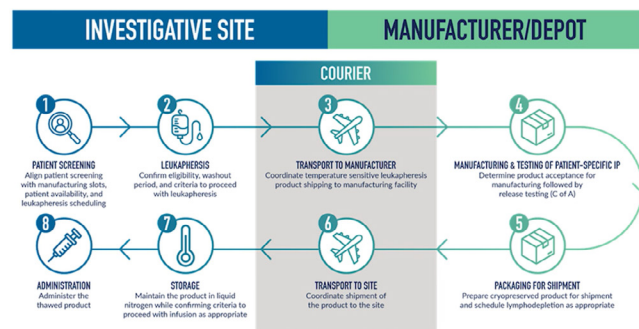 INVESTIGATIVE SITE
MANUFACTURER/DEPOT
COURIER
1
PATIENT SCREENING
Align patient screening
with manufacturing slots,
patient availability, and
leukapheresis scheduling
2
LEUKAPHERSIS
Confirm eligibility, washout
period, and criteria to proceed
with leukapheresis
3
TRANSPORT TO MANUFACTURER
Coordinate temperature sensitive leukapheresis
product shipping to manufacturing facility
4
MANUFACTURING & TESTING OF PATIENT-SPECIFIC IP
Determine product acceptance for
manufacturing followed by
release testing (C of A)
8
ADMINISTRATION
Administer the
thawed product
7
STORAGE
Maintain the product in liquid
nitrogen while confirming criteria to
proceed with infusion as appropriate
6
TRANSPORT TO SITE
Coordinate shipment of
the product to the site
5
PACKAGING FOR SHIPMENT
Prepare cryopreserved product for shipment
and schedule lymphodepletion as appropriate